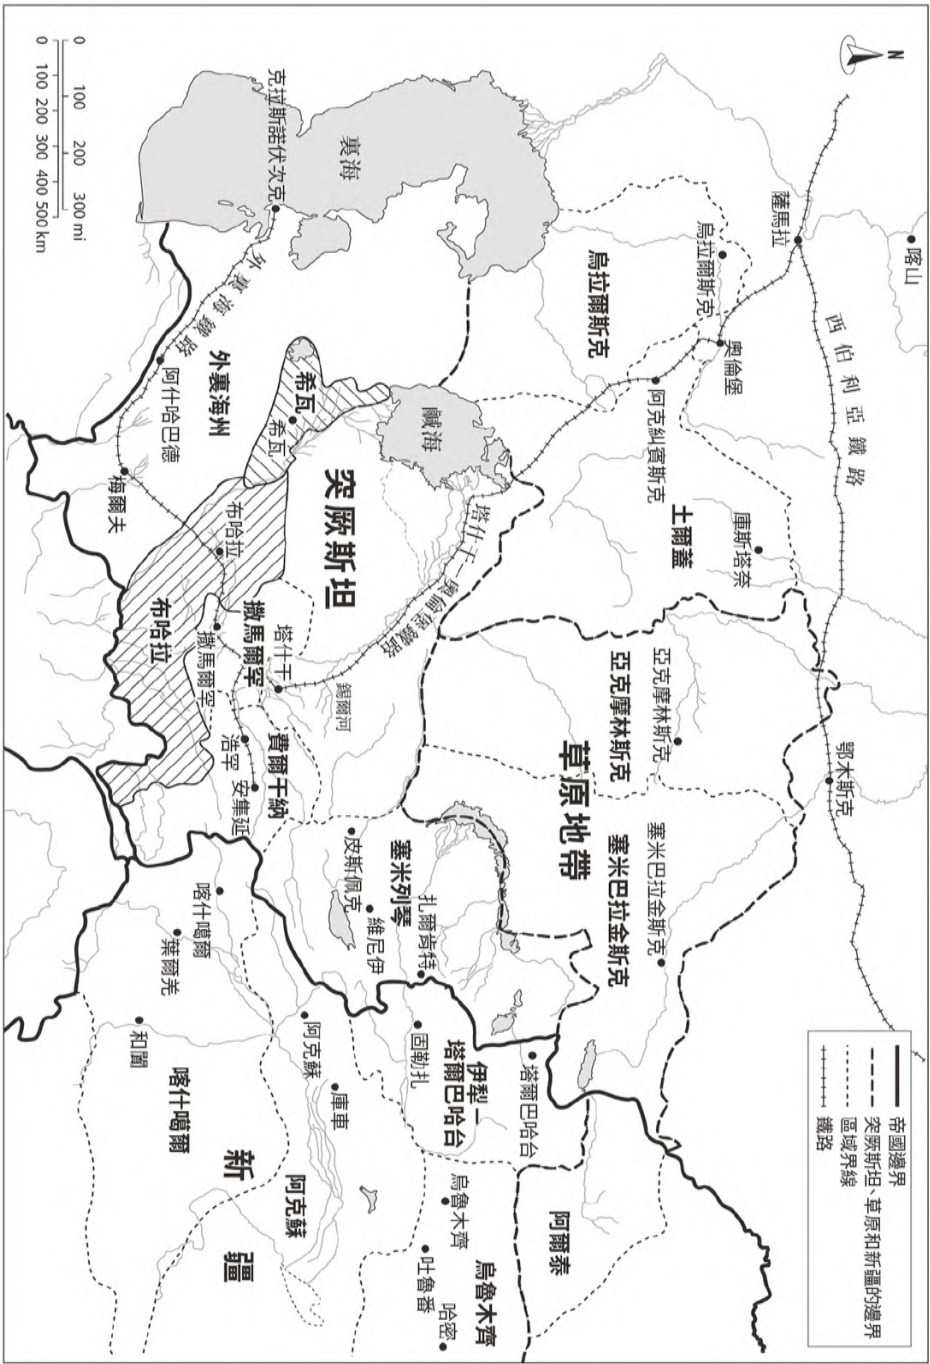 N
喀山
薩馬拉
西伯利亞鐵路
烏拉爾斯克
烏拉爾斯克
奧倫堡
阿克糾賓斯克
土爾蓋
庫斯塔奈
鄂木斯克
裏海
克拉斯諾伏次克
外裏海鐵路
外裏海州
阿什哈巴德
梅爾夫
希瓦
希瓦
鹹海
突厥斯坦
塔什干—奧倫堡鐵路
錫爾河
塔什干
布哈拉
布哈拉
撒馬爾罕
撒馬爾罕
費爾干納
浩罕
安集延
亞克摩林斯克
亞克摩林斯克
草原地帶
塞米巴拉金斯克
塞米巴拉金斯克
塞米列琴
皮斯佩克
維尼伊
扎爾肯特
喀什噶爾
葉爾羌
和闐
喀什噶爾
阿克蘇
庫車
阿克蘇
新疆
固勒扎
伊犁—
塔爾巴哈台
塔爾巴哈台
烏魯木齊
烏魯木齊
吐魯番
哈密
阿爾泰
帝國邊界
突厥斯坦、草原和新疆的邊界
區域界線
鐵路
0 100 200 300 mi
0 100 200 300 400 500 km